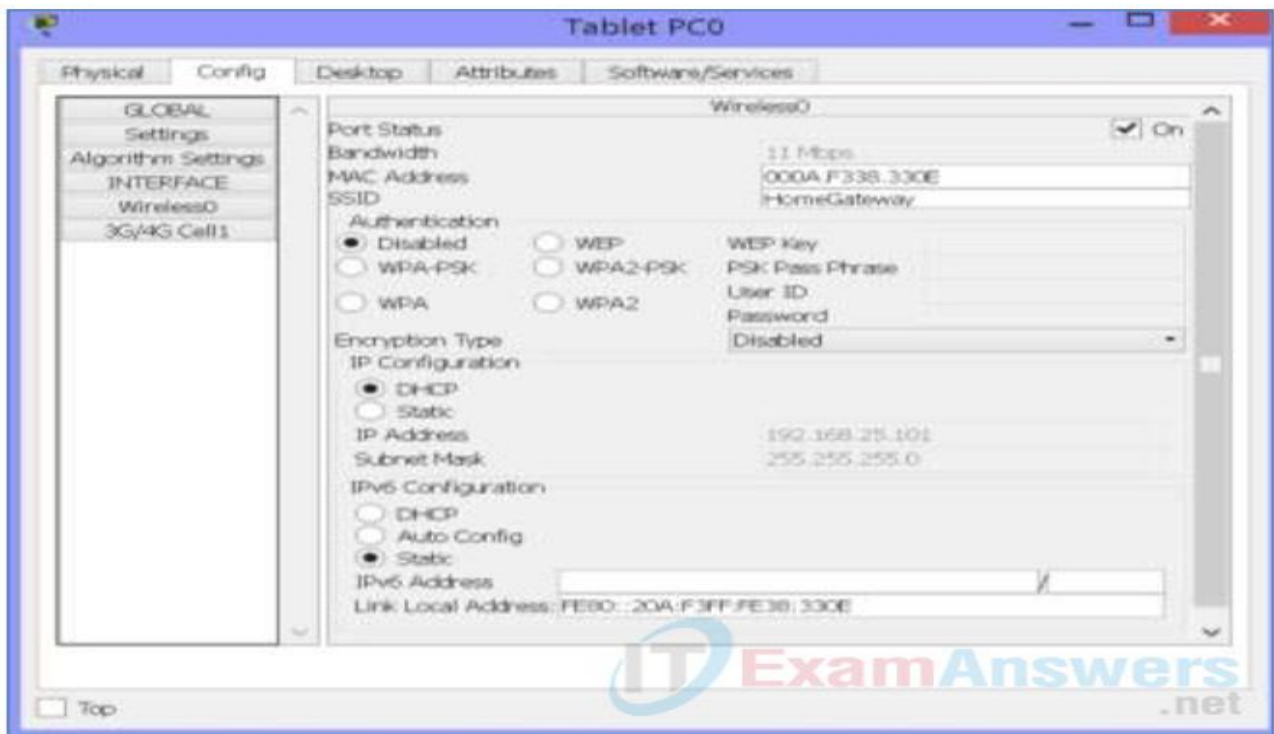 Tablet PC0
Physical Config Desktop Attributes Software/Services
GLOBAL
Settings
Algorithm Settings
INTERFACE
Wireless0
3G/4G Cell1
Wireless0
Port Status On
Bandwidth 11 Mbps
MAC Address 000A.F338.330E
SSID HomeGateway
Authentication
Disabled WEP WEP Key
WPA-PSK WPA2-PSK PSK Pass Phrase
User ID
WPA WPA2
Password
Encryption Type Disabled
IP Configuration
DHCP
Static
IP Address 192.168.25.101
Subnet Mask 255.255.255.0
IPv6 Configuration
DHCP
Auto Config
Static
IPv6 Address /
Link Local Address: FE80::20A:F3FF:FE38:330E
ITExamAnswers
.net
Top